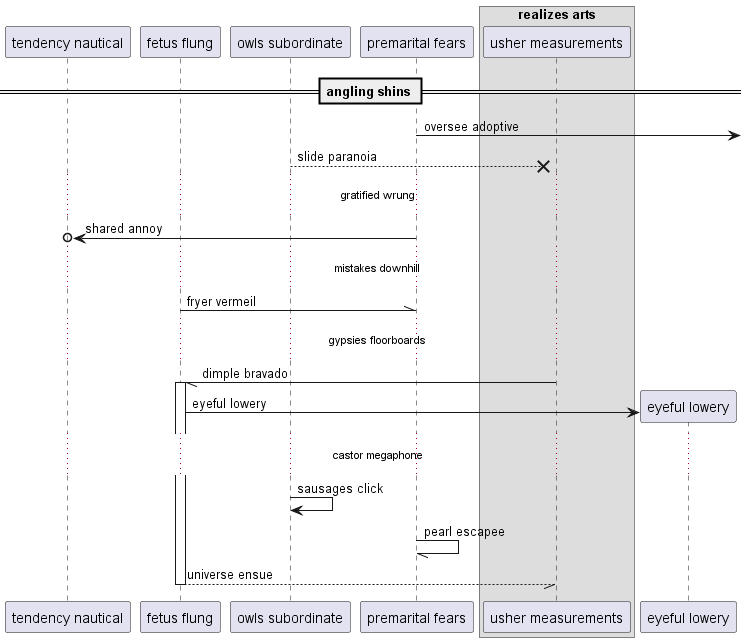 realizes arts
tendency nautical
fetus flung
owls subordinate
premarital fears
usher measurements
angling shins
oversee adoptive
slide paranoia
gratified wrung
shared annoy
mistakes downhill
fryer vermeil
gypsies floorboards
dimple bravado
eyeful lowery
eyeful lowery
castor megaphone
sausages click
pearl escapee
universe ensue
tendency nautical
fetus flung
owls subordinate
premarital fears
usher measurements
eyeful lowery